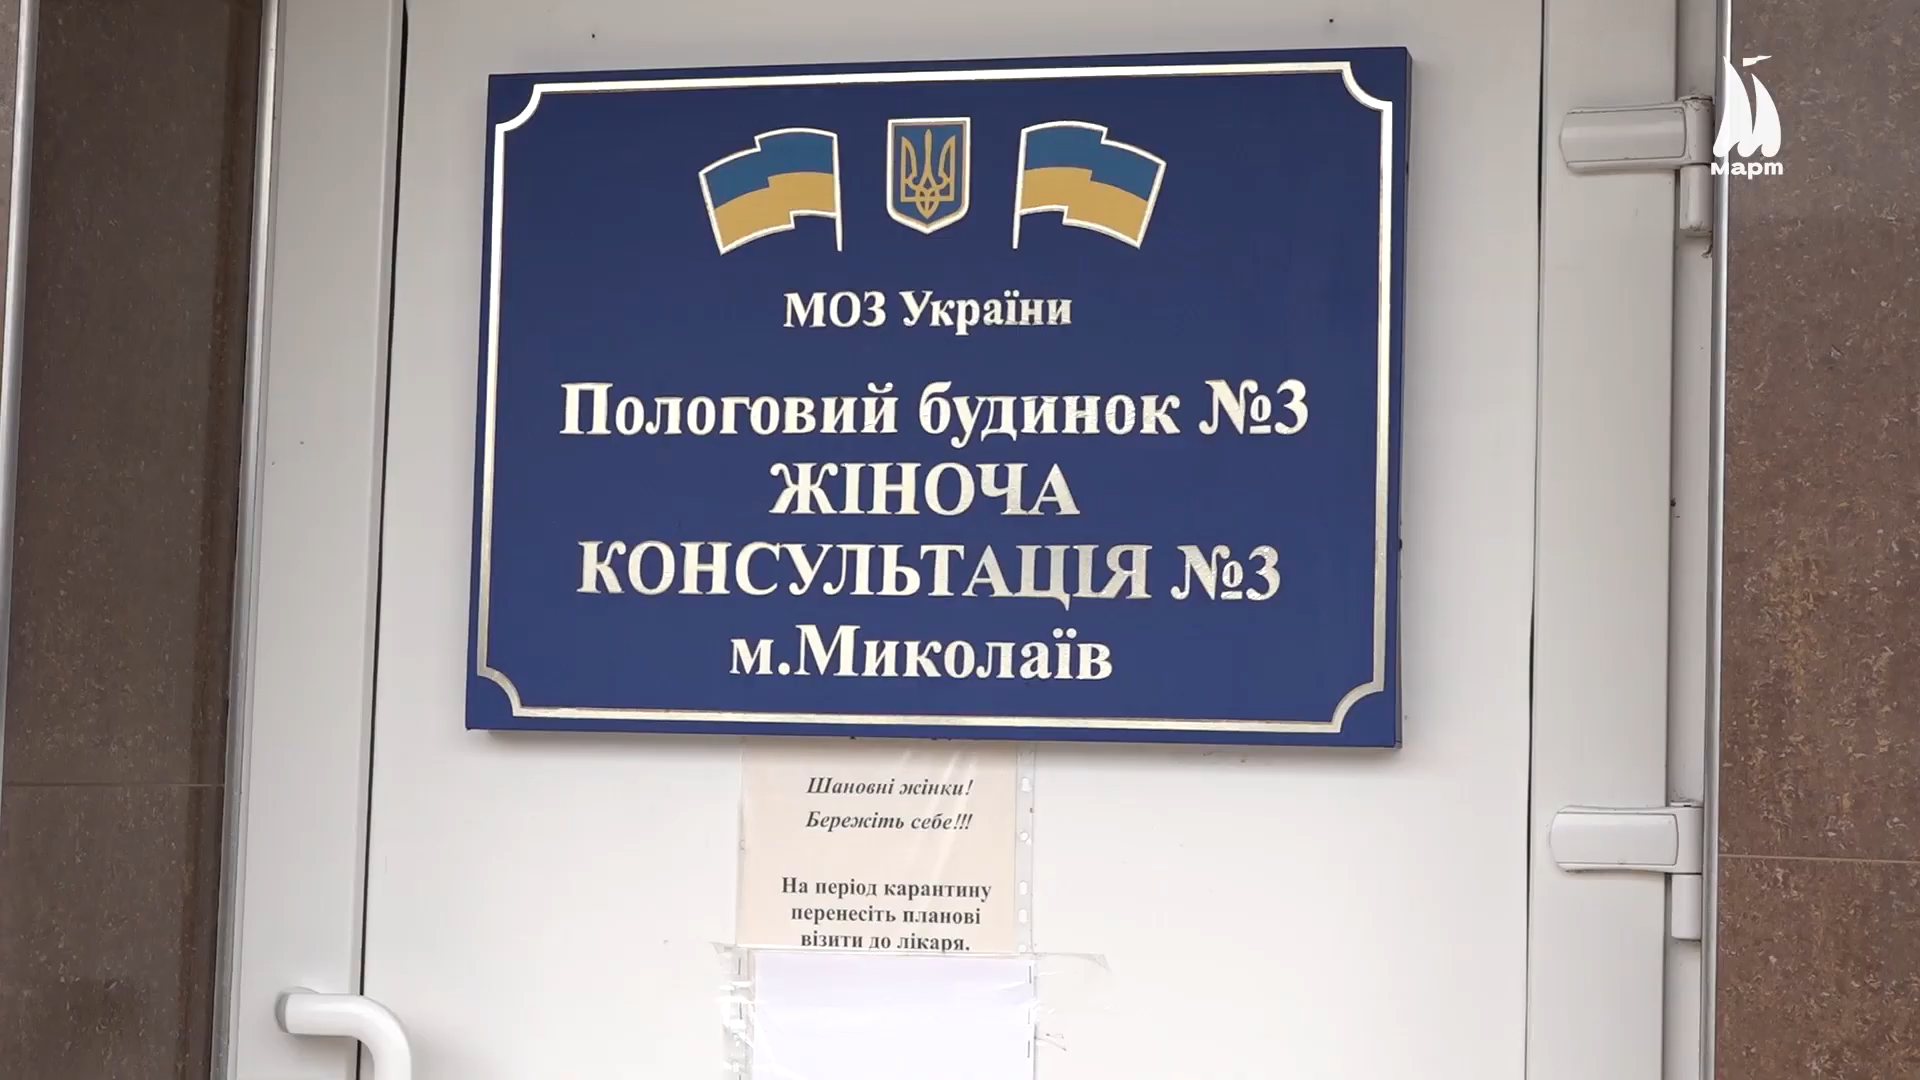 март
МОЗ України
Пологовий будинок №3
ЖІНОЧА
КОНСУЛЬТАЦІЯ №3
м.Миколаїв
Шановні жінки!
Бережіть себе!!!
На період карантину
перенесіть планові
візити до лікаря.